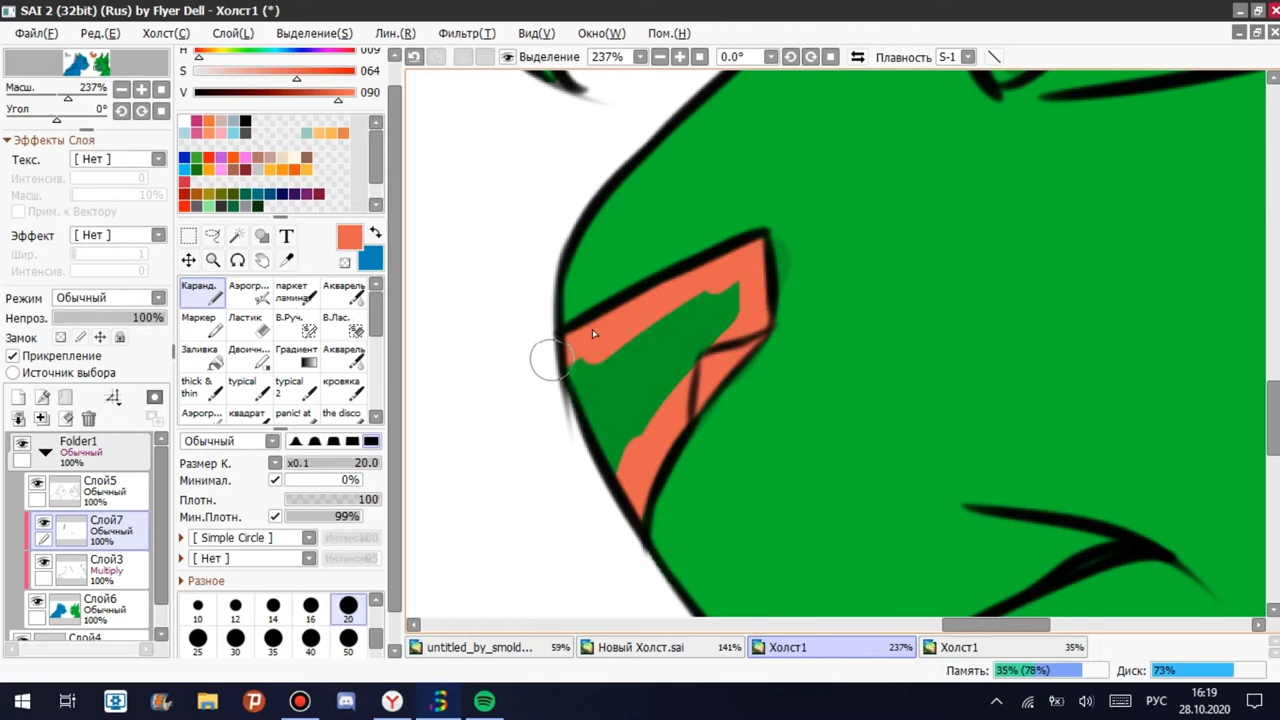 SAI 2 (32bit) (Rus) by Flyer Dell - Холст1 (*)
Файл(F) Ред.(E) Холст(C) Слой(L) Выделение(S) Лин.(R) Фильтр(T) Вид(V) Окно(W) Пом.(H)
Масш. 237%
Угол 0°
Эффекты Слоя
Текс. [ Нет ]
Интенсив. 0
Масш. 10%
Прим. к Вектору
Эффект [ Нет ]
Шир. 1
Интенсив.
Режим Обычный
Непроз. 100%
Замок
Прикрепление
Источник выбора
Folder1
Обычный
100%
Слой5
Обычный
100%
Слой7
Обычный
100%
Слой3
Multiply
100%
Слой6
Обычный
100%
Слой4
H 009
S 064
V 090
T
Каранд. Аэрогр... паркет ламина Акварель
Маркер Ластик В.Руч. В.Лас.
Заливка Двоичн... Градиент Акварель
thick & thin typical typical 2 кровяка
Аэрогр... квадрат panic! at the disco
Обычный
Размер К. x0.1 20.0
Минимал. 0%
Плотн. 100
Мин.Плотн. 99%
[ Simple Circle ]
[ Нет ]
Разное
10 12 14 16 20
25 30 35 40 50
Выделение 237% 0.0° Плавность S-1
untitled_by_smold... 59% Новый Холст.sai 141% Холст1 237% Холст1 35%
Память: 35% (78%) Диск: 73%
РУС
16:19
28.10.2020